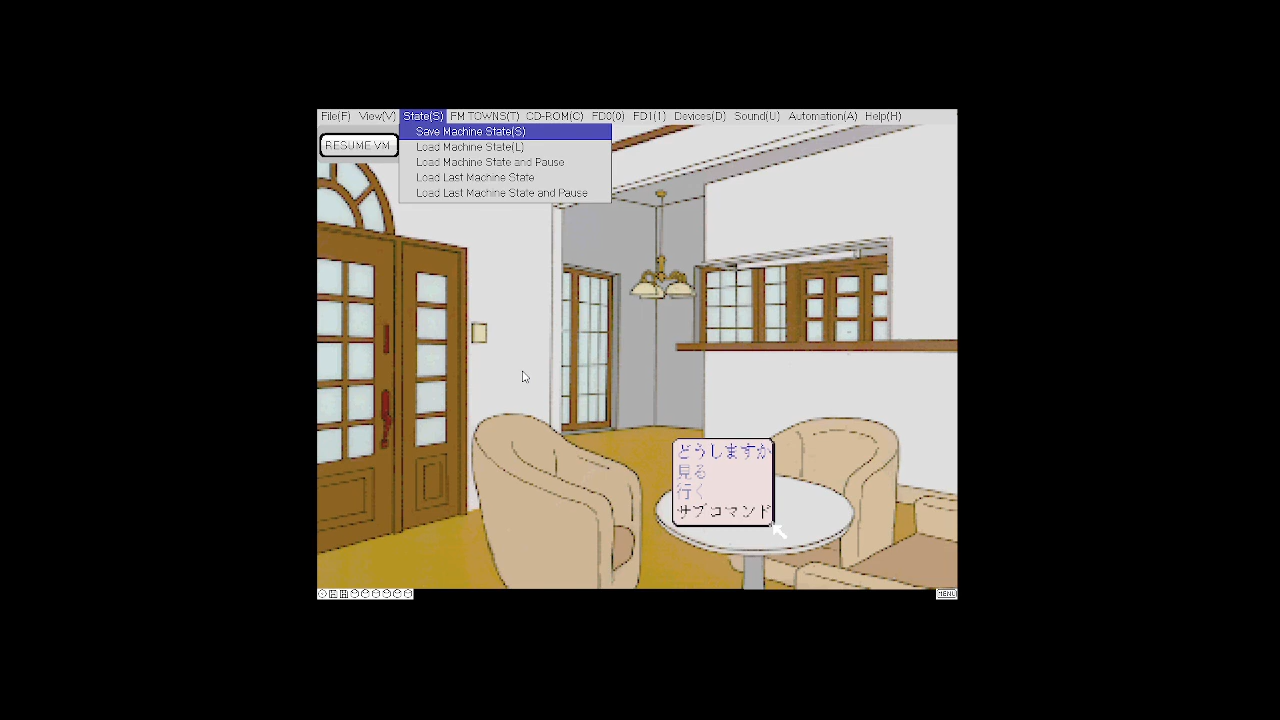 File(F) View(V) State(S) FM TOWNS(T) CD-ROM(C) FD0(0) FD1(1) Devices(D) Sound(U) Automation(A) Help(H)
RESUME VM
Save Machine State(S)
Load Machine State(L)
Load Machine State and Pause
Load Last Machine State
Load Last Machine State and Pause
どうしますか
見る
行く
サブコマンド
MENU